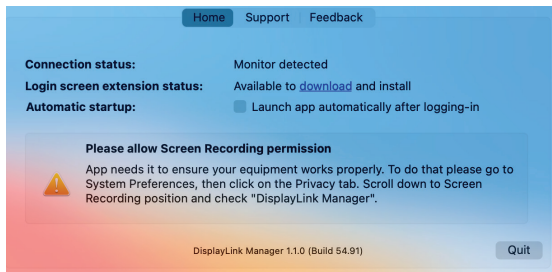 Home Support Feedback
Connection status: Monitor detected
Login screen extension status: Available to download and install
Automatic startup: Launch app automatically after logging-in
Please allow Screen Recording permission
App needs it to ensure your equipment works properly. To do that please go to
System Preferences, then click on the Privacy tab. Scroll down to Screen
Recording position and check "DisplayLink Manager".
DisplayLink Manager 1.1.0 (Build 54.91)
Quit